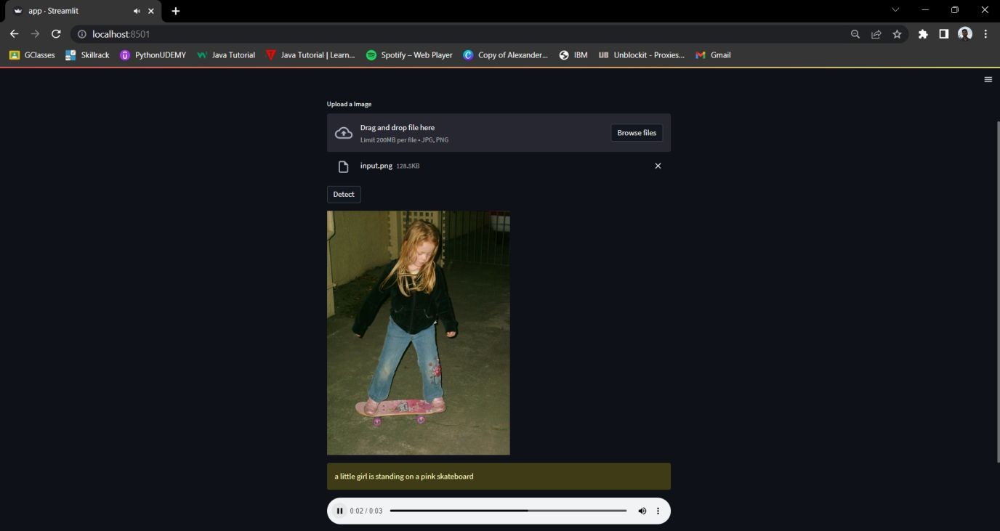 app · Streamlit
localhost:8501
GClasses Skillrack PythonUDEMY Java Tutorial Java Tutorial | Learn... Spotify – Web Player Copy of Alexander... IBM Unblockit - Proxies... Gmail
Upload a Image
Drag and drop file here
Limit 200MB per file • JPG, PNG
Browse files
input.png 128.5KB
Detect
a little girl is standing on a pink skateboard
0:02 / 0:03